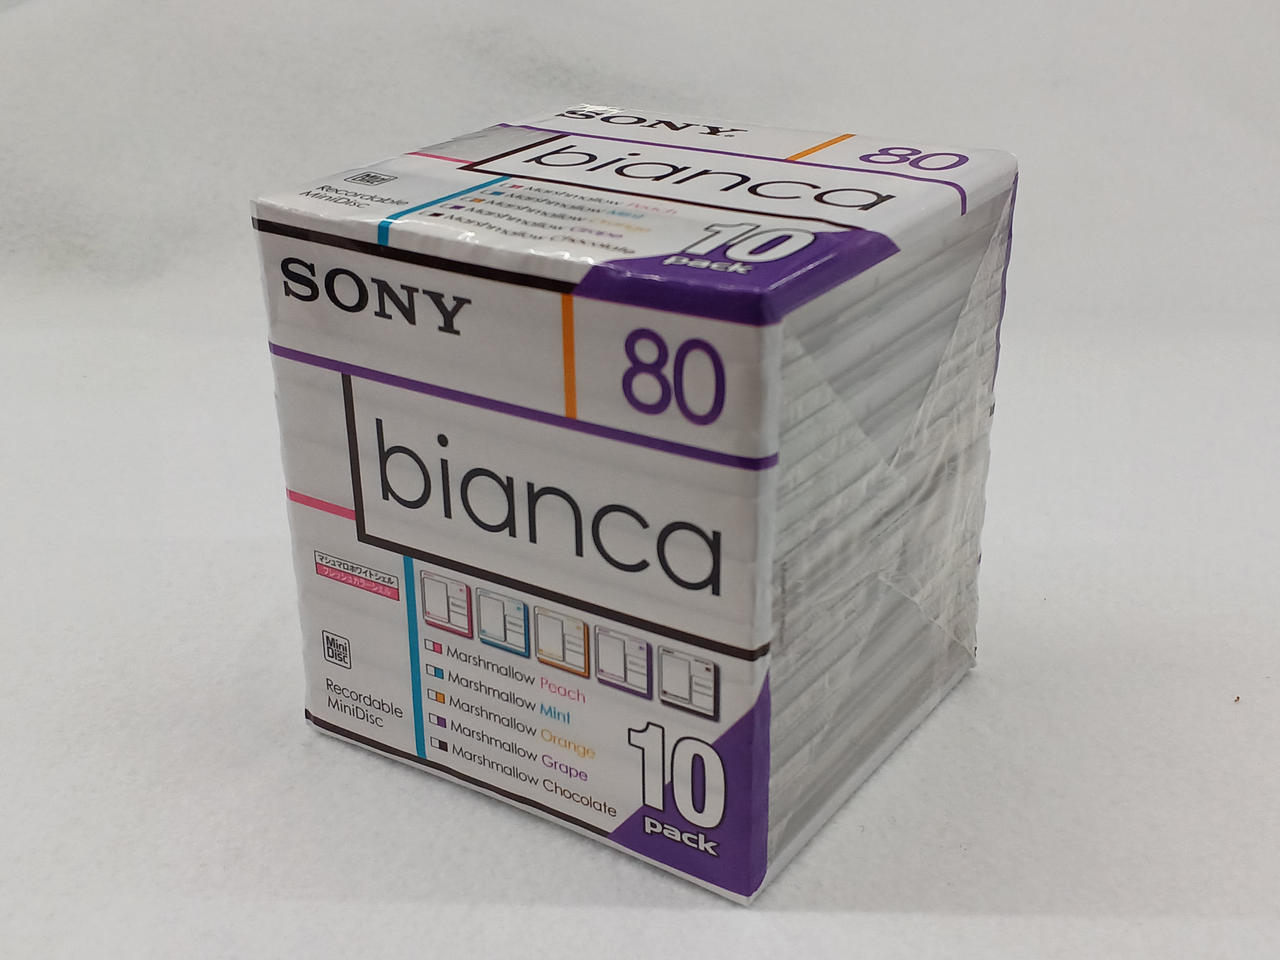 SONY
80
bianca
Marshmallow Peach
Marshmallow Mint
Marshmallow Orange
Marshmallow Grape
Marshmallow Chocolate
Mini
Recordable
MiniDisc
10
pack
SONY
80
bianca
マシュマロホワイトシェル
フレッシュカラーシェル
Mini
DISC
Recordable
MiniDisc
Marshmallow Peach
Marshmallow Mint
Marshmallow Orange
Marshmallow Grape
Marshmallow Chocolate
10
pack